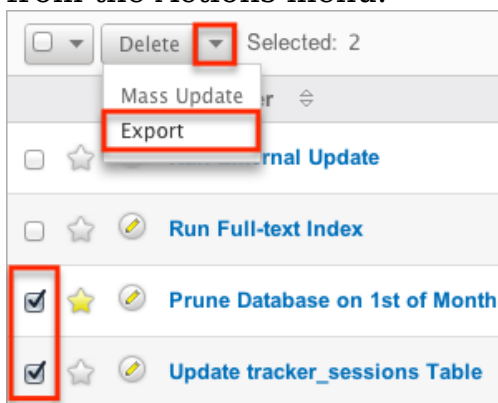 from the Actions menu.
Delete Selected: 2
Mass Update
Export
rnal Update
Run Full-text Index
Prune Database on 1st of Month
Update tracker_sessions Table